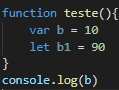 function teste(){
    var b = 10
    let b1 = 90
}
console.log(b)